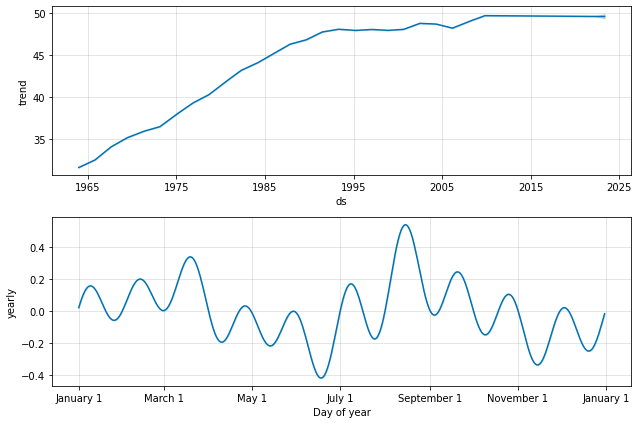 50
45
40
35
trend
1965 1975 1985 1995 2005 2015 2025
ds
0.4
0.2
0.0
−0.2
−0.4
yearly
January 1 March 1 May 1 July 1 September 1 November 1 January 1
Day of year